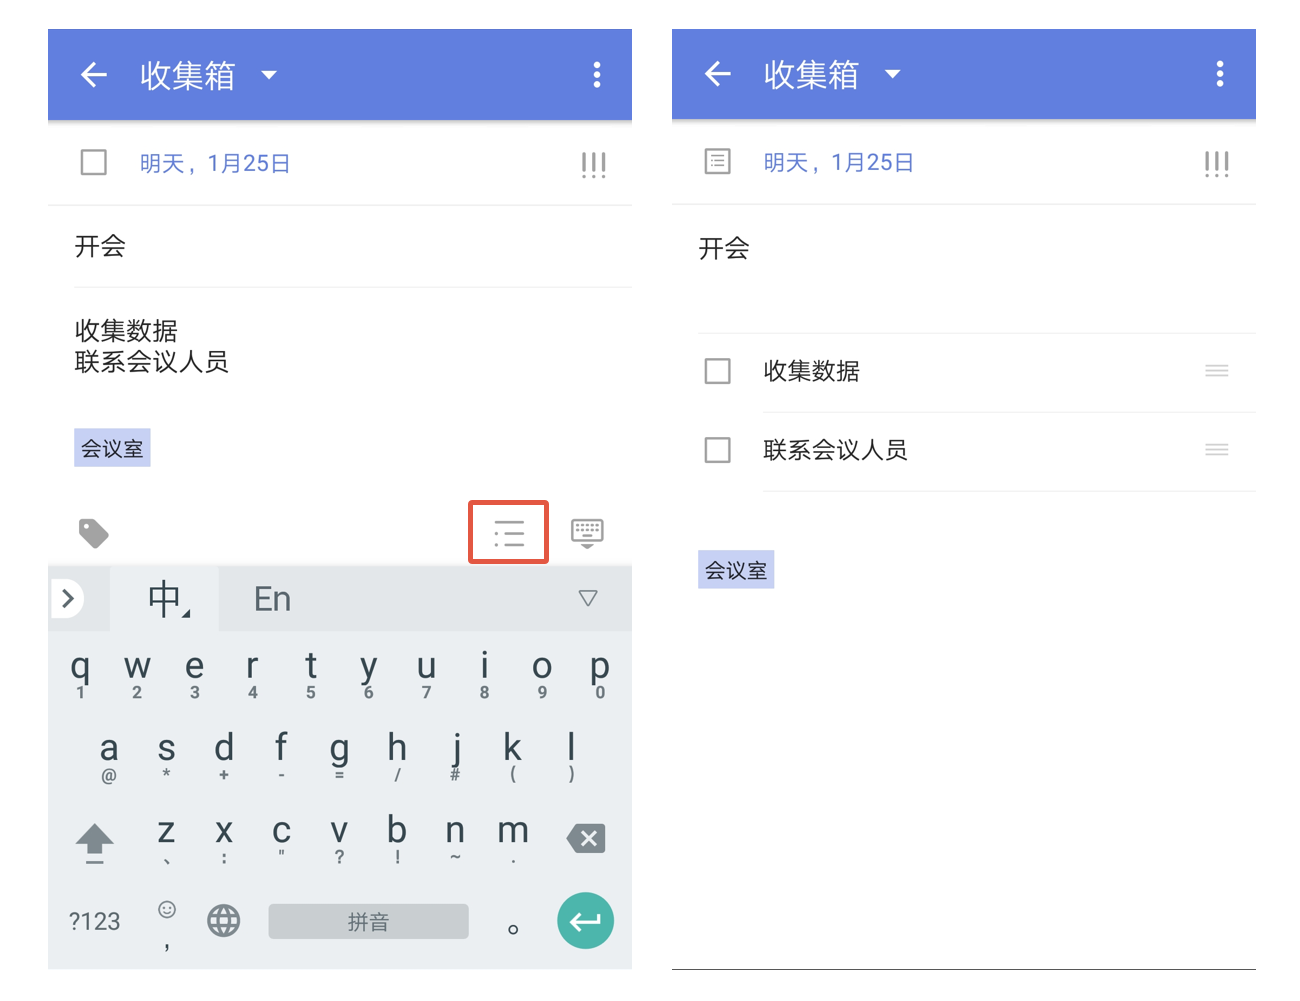 收集箱
明天，1月25日
开会
收集数据
联系会议人员
会议室
中 En
q w e r t y u i o p
1 2 3 4 5 6 7 8 9 0
a s d f g h j k l
@ * + - = / # ( )
z x c v b n m
、 : " ? ! ~ .
?123 , 拼音 。
收集箱
明天，1月25日
开会
收集数据
联系会议人员
会议室